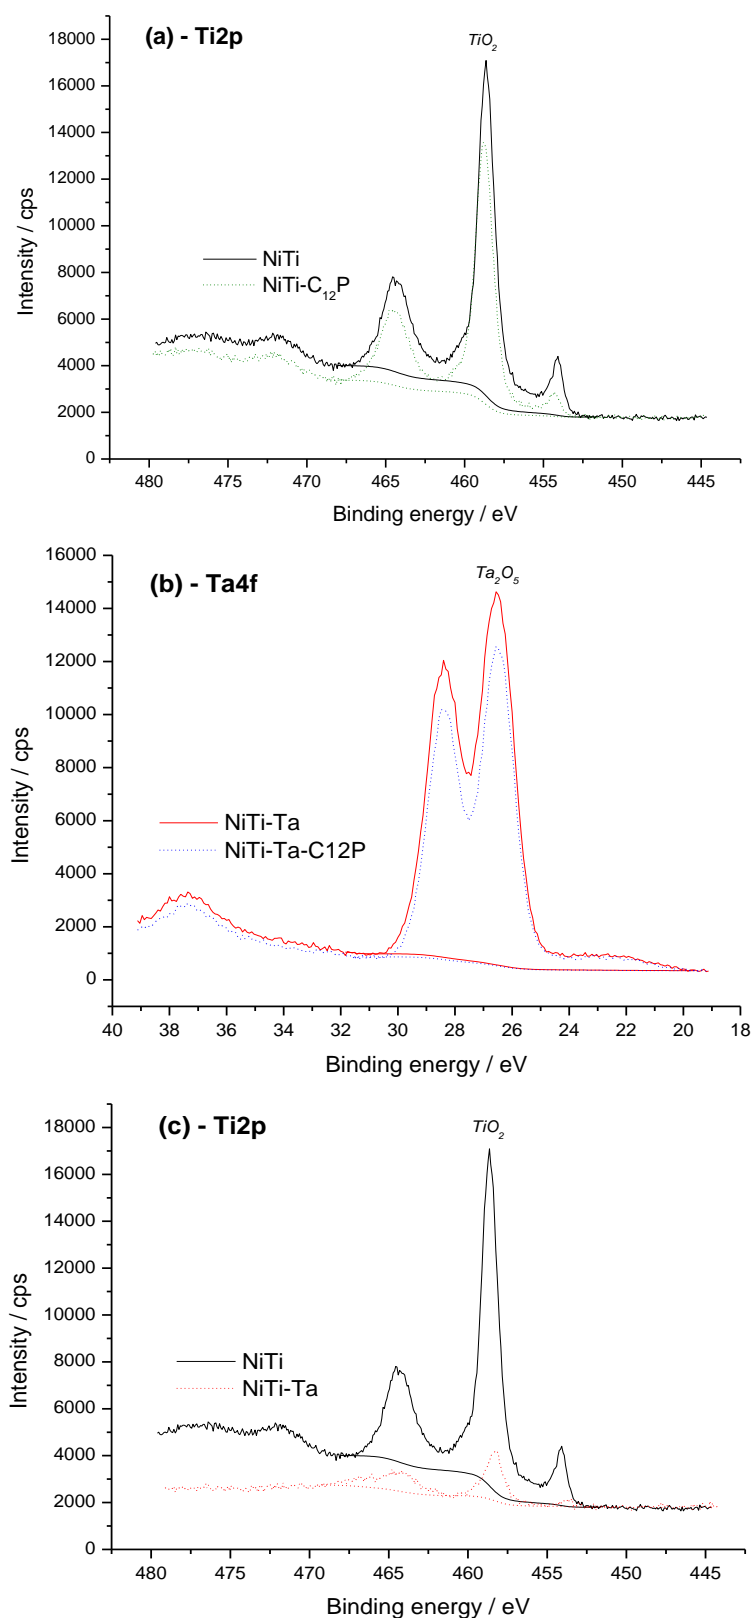 (a) - Ti2p
TiO₂
18000
16000
14000
12000
10000
8000
6000
4000
2000
0
Intensity / cps
NiTi
NiTi-C₁₂P
480 475 470 465 460 455 450 445
Binding energy / eV
(b) - Ta4f
Ta₂O₅
16000
14000
12000
10000
8000
6000
4000
2000
0
Intensity / cps
NiTi-Ta
NiTi-Ta-C12P
40 38 36 34 32 30 28 26 24 22 20 18
Binding energy / eV
(c) - Ti2p
TiO₂
18000
16000
14000
12000
10000
8000
6000
4000
2000
0
Intensity / cps
NiTi
NiTi-Ta
480 475 470 465 460 455 450 445
Binding energy / eV